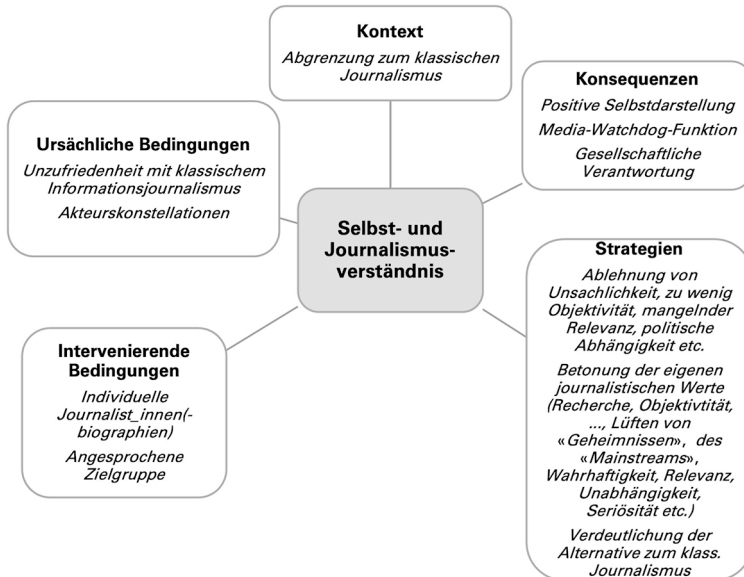 Kontext
Abgrenzung zum klassischen
Journalismus
Konsequenzen
Positive Selbstdarstellung
Media-Watchdog-Funktion
Gesellschaftliche
Verantwortung
Ursächliche Bedingungen
Unzufriedenheit mit klassischem
Informationsjournalismus
Akteurskonstellationen
Selbst- und
Journalismus-
verständnis
Strategien
Ablehnung von
Unsachlichkeit, zu wenig
Objektivität, mangelnder
Relevanz, politische
Abhängigkeit etc.
Betonung der eigenen
journalistischen Werte
(Recherche, Objektivtität,
..., Lüften von
«Geheimnissen», des
«Mainstreams»,
Wahrhaftigkeit, Relevanz,
Unabhängigkeit,
Seriösität etc.)
Verdeutlichung der
Alternative zum klass.
Journalismus
Intervenierende
Bedingungen
Individuelle
Journalist_innen(-
biographien)
Angesprochene
Zielgruppe